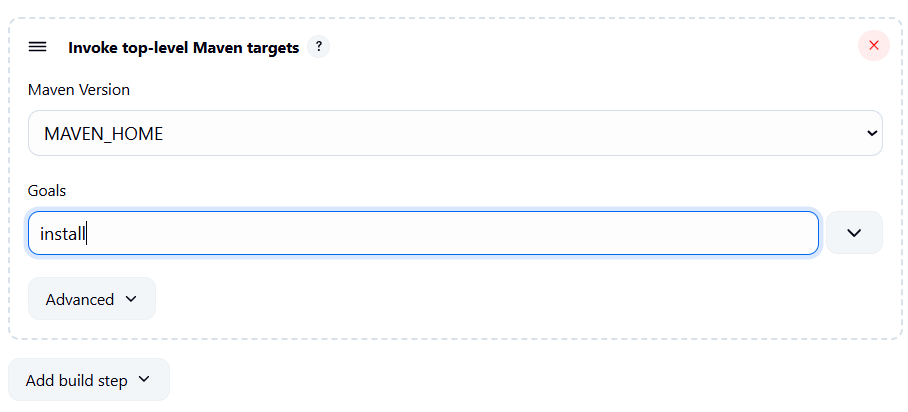 Invoke top-level Maven targets ?
Maven Version
MAVEN_HOME
Goals
install
Advanced
Add build step